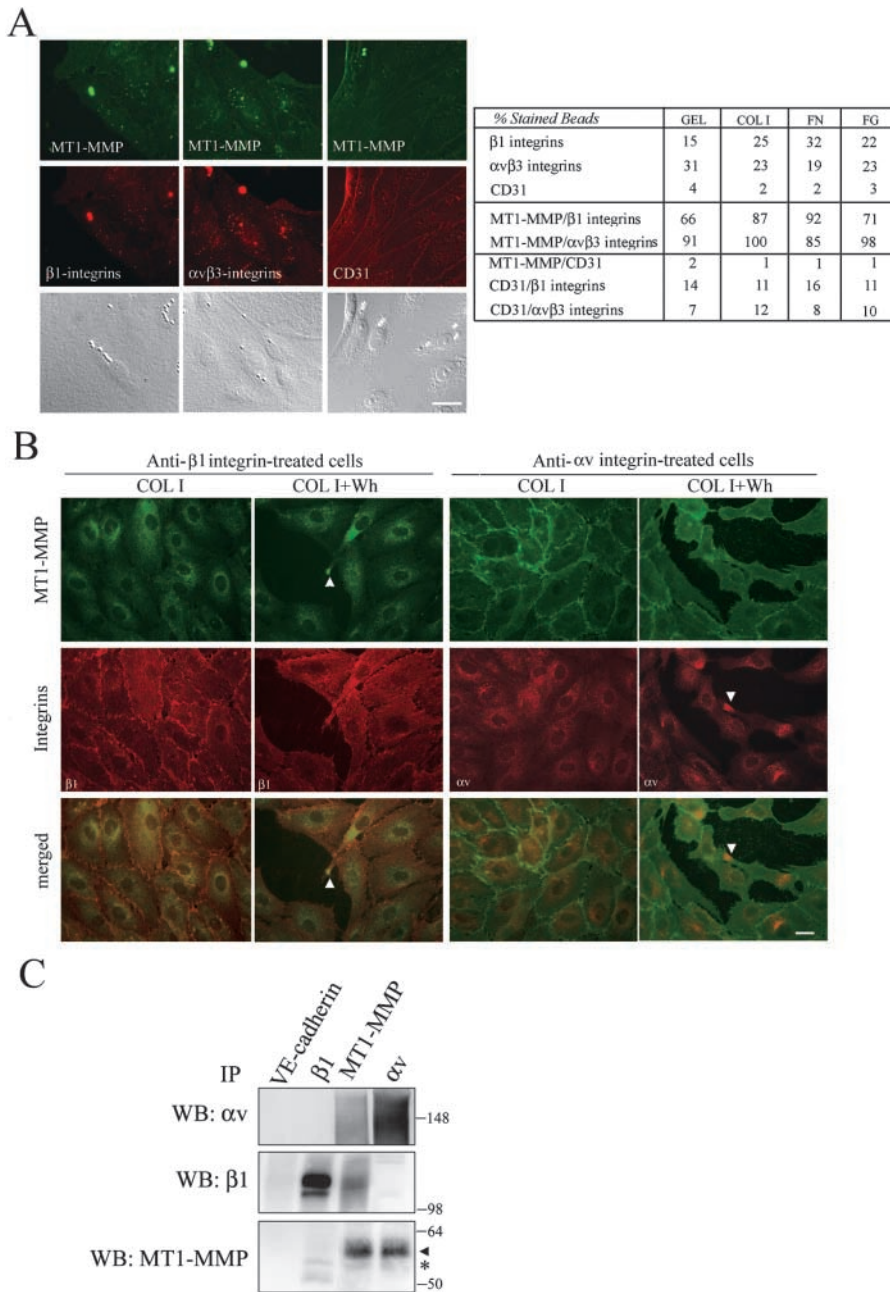 A
MT1-MMP
MT1-MMP
MT1-MMP
β1-integrins
αvβ3-integrins
CD31
% Stained Beads GEL COL I FN FG
β1 integrins 15 25 32 22
αvβ3 integrins 31 23 19 23
CD31 4 2 2 3
MT1-MMP/β1 integrins 66 87 92 71
MT1-MMP/αvβ3 integrins 91 100 85 98
MT1-MMP/CD31 2 1 1 1
CD31/β1 integrins 14 11 16 11
CD31/αvβ3 integrins 7 12 8 10
B
Anti-β1 integrin-treated cells
Anti-αv integrin-treated cells
COL I
COL I+Wh
COL I
COL I+Wh
MT1-MMP
Integrins
β1
β1
αv
αv
merged
C
IP
VE-cadherin
β1
MT1-MMP
αv
WB: αv
-148
WB: β1
-98
WB: MT1-MMP
-64
*
-50